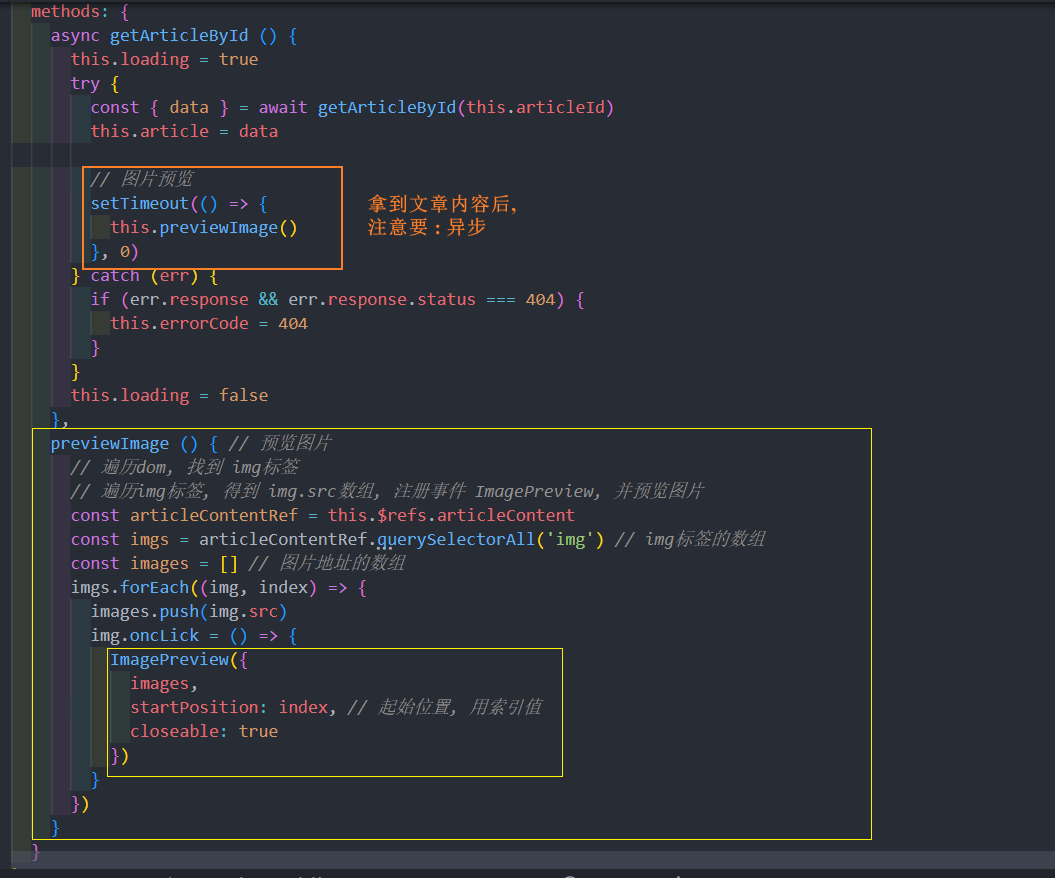 methods: {
async getArticleById () {
this.loading = true
try {
const { data } = await getArticleById(this.articleId)
this.article = data
// 图片预览
setTimeout(() => {
this.previewImage()
}, 0)
拿到文章内容后,
注意要：异步
} catch (err) {
if (err.response && err.response.status === 404) {
this.errorCode = 404
}
}
this.loading = false
},
previewImage () { // 预览图片
// 遍历dom, 找到 img标签
// 遍历img标签, 得到 img.src数组, 注册事件 ImagePreview, 并预览图片
const articleContentRef = this.$refs.articleContent
const imgs = articleContentRef.querySelectorAll('img') // img标签的数组
const images = [] // 图片地址的数组
imgs.forEach((img, index) => {
images.push(img.src)
img.oncLick = () => {
ImagePreview({
images,
startPosition: index, // 起始位置, 用索引值
closeable: true
})
}
})
}
}